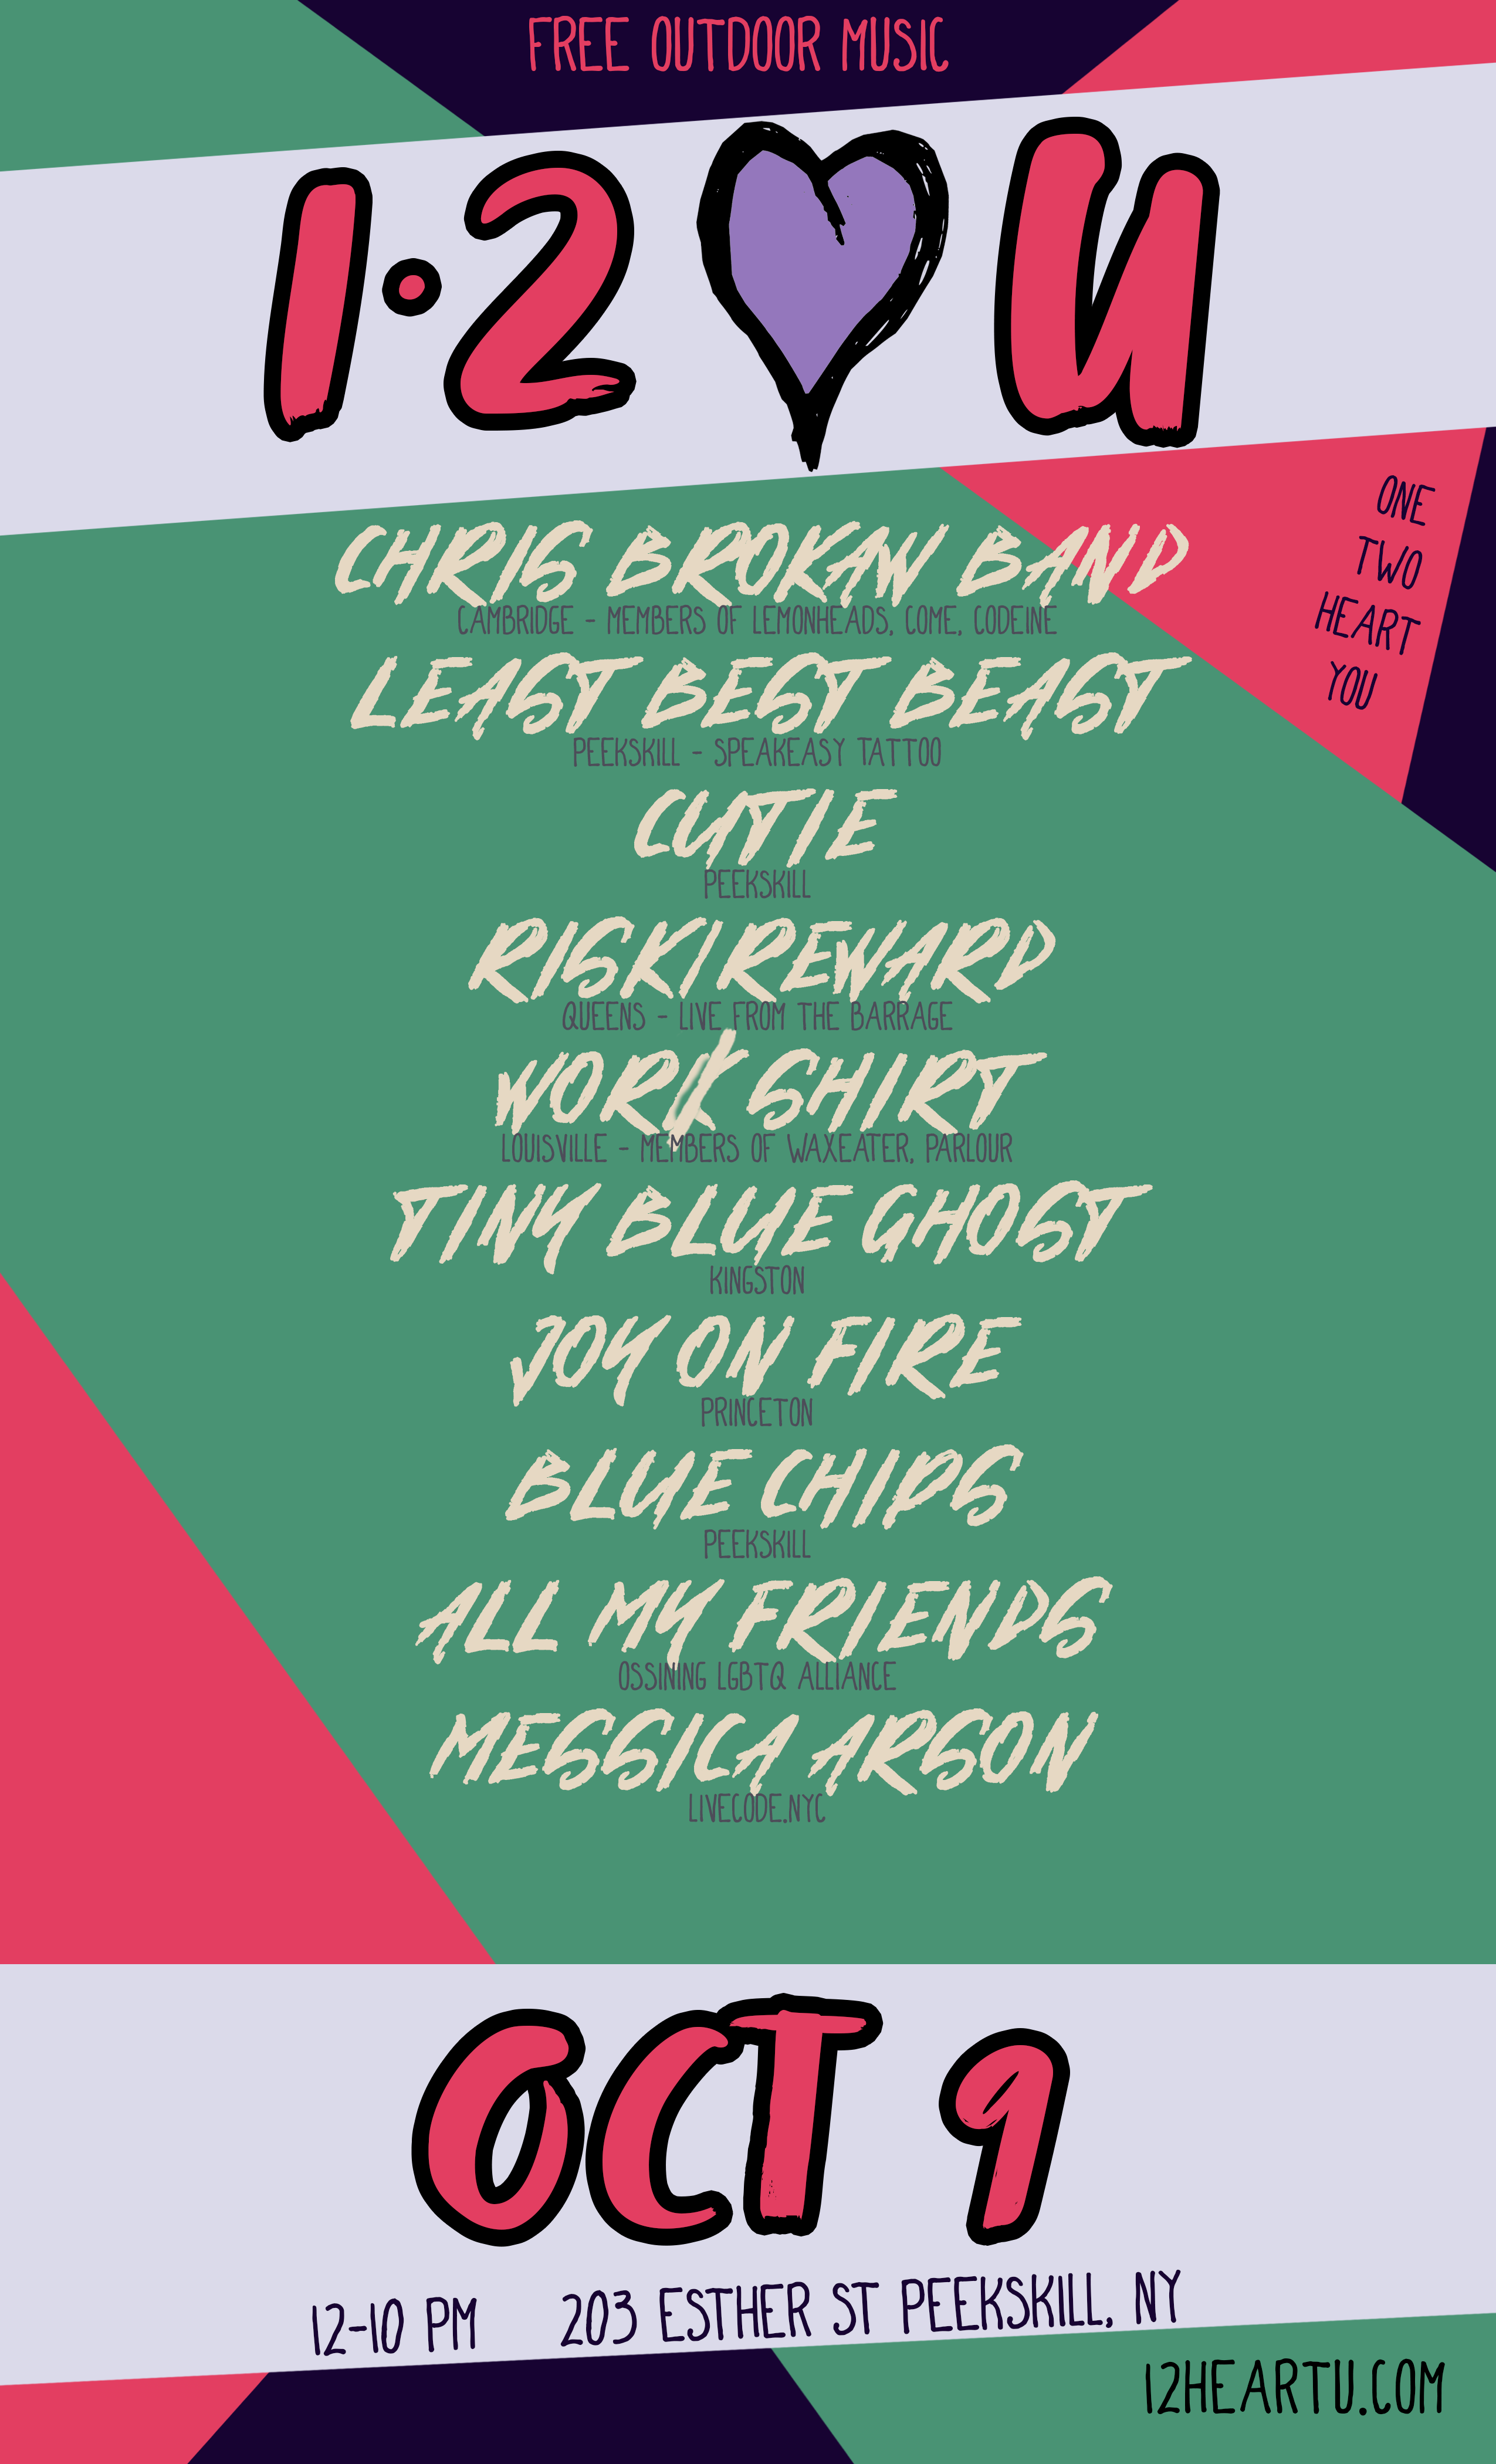 FREE OUTDOOR MUSIC
1·2 U
ONE
TWO
HEART
YOU
CHRIS BROKAW BAND
CAMBRIDGE - MEMBERS OF LEMONHEADS, COME, CODEINE
LEAST BEST BEAST
PEEKSKILL - SPEAKEASY TATTOO
CUTIE
PEEKSKILL
RISKIREWARD
QUEENS - LIVE FROM THE BARRAGE
WORK SHIRT
LOUISVILLE - MEMBERS OF WAXEATER, PARLOUR
TINY BLUE GHOST
KINGSTON
JOY ON FIRE
PRINCETON
BLUE CHIPS
PEEKSKILL
ALL MY FRIENDS
OSSINING LGBTQ ALLIANCE
MESSICA ARSON
LIVECODE.NYC
OCT 9
12-10 PM 203 ESTHER ST PEEKSKILL, NY
12HEARTU.COM